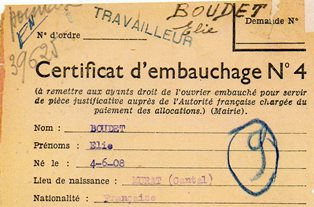 BOUDET
Elie
TRAVAILLEUR
Demande N°
N° d'ordre
39625
Certificat d'embauchage N° 4
(à remettre aux ayants droit de l'ouvrier embauché pour servir
de pièce justificative auprès de l'Autorité française chargée du
paiement des allocations.) (Mairie).
Nom : BOUDET
Prénoms : Elie
Né le : 4-6-08
Lieu de naissance : MURAT (Cantal)
Nationalité : Française